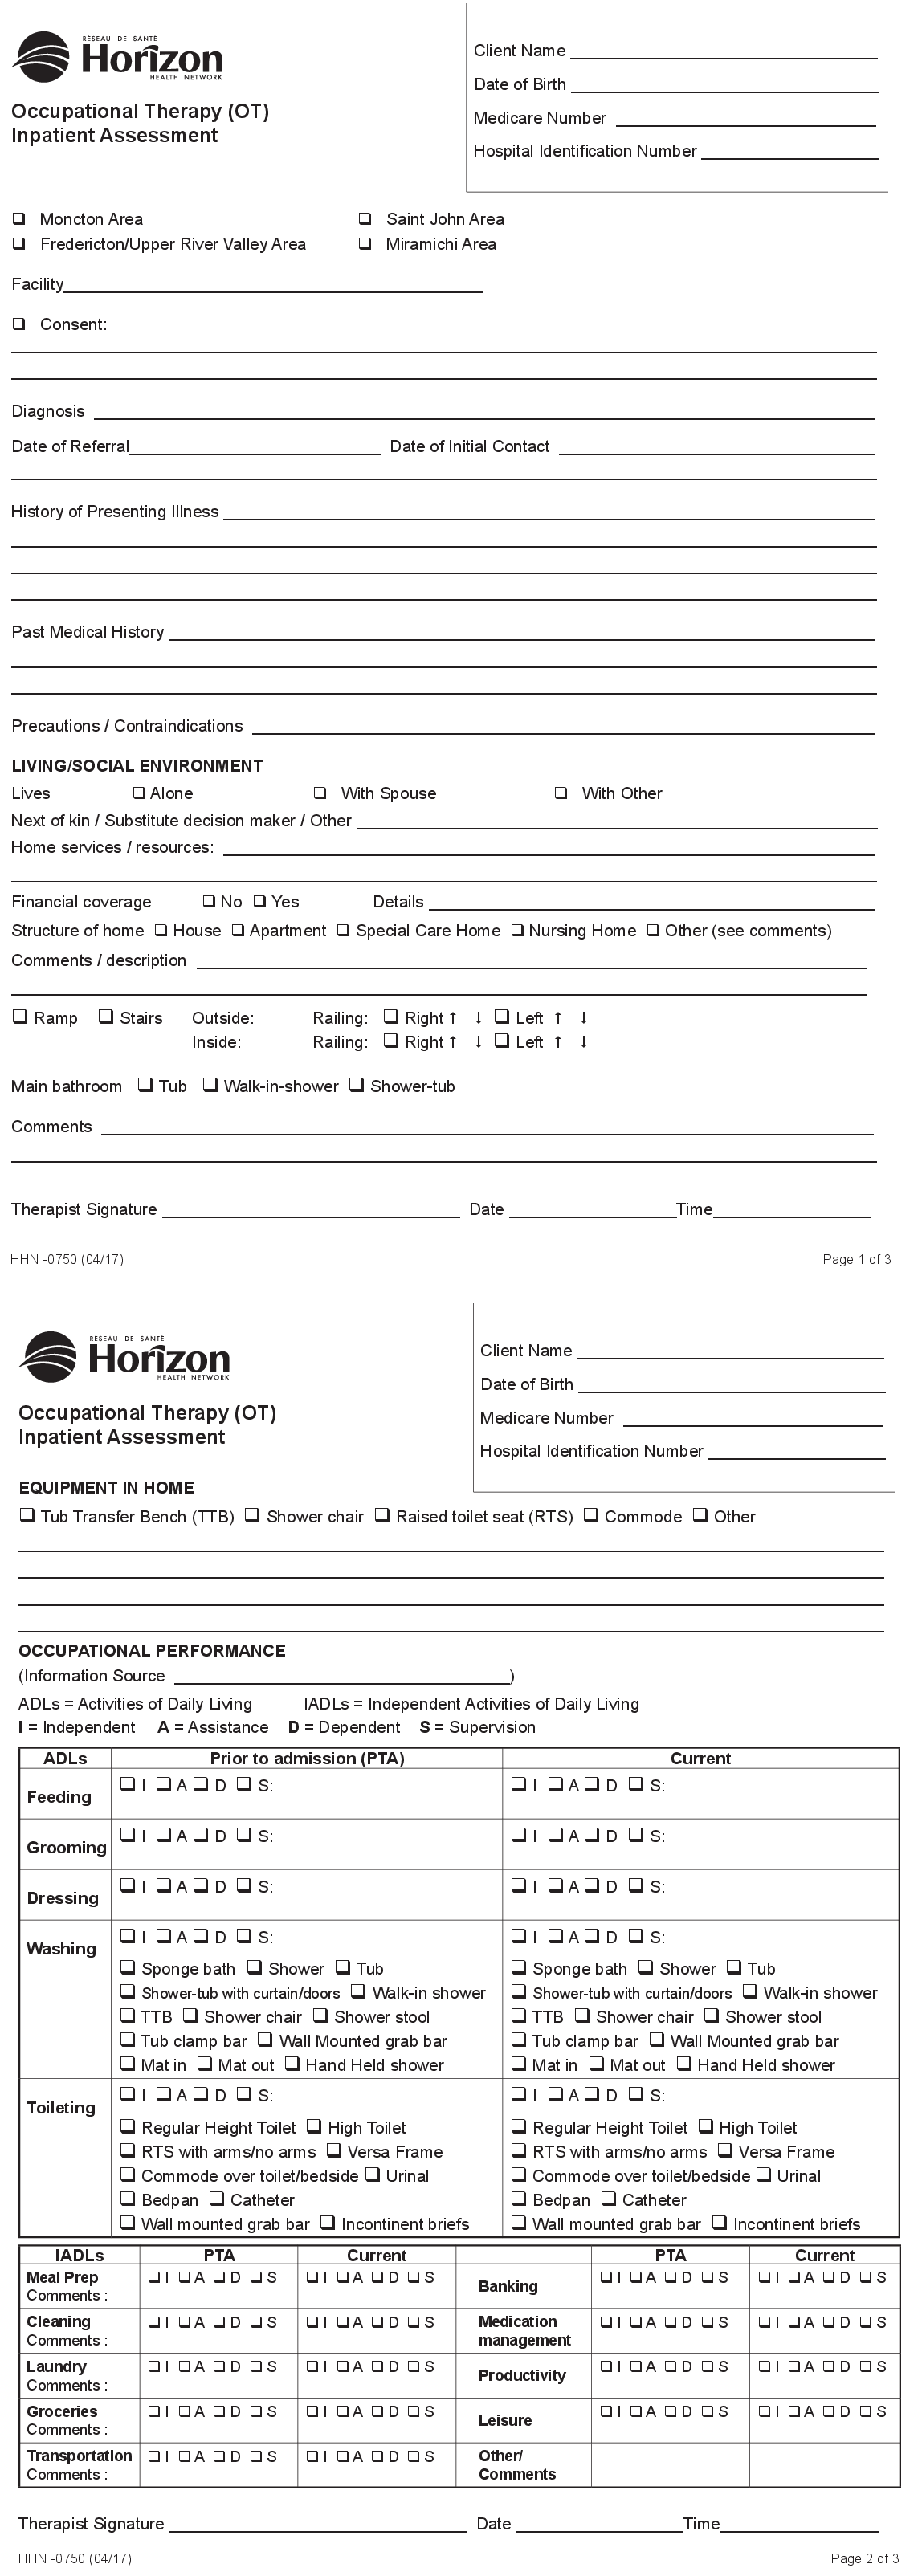 RÉSEAU DE SANTÉ
Horizon
HEALTH NETWORK
Occupational Therapy (OT)
Inpatient Assessment
Client Name
Date of Birth
Medicare Number
Hospital Identification Number
❑ Moncton Area ❑ Saint John Area
❑ Fredericton/Upper River Valley Area ❑ Miramichi Area
Facility
❑ Consent:
Diagnosis
Date of Referral Date of Initial Contact
History of Presenting Illness
Past Medical History
Precautions / Contraindications
LIVING/SOCIAL ENVIRONMENT
Lives ❑ Alone ❑ With Spouse ❑ With Other
Next of kin / Substitute decision maker / Other
Home services / resources:
Financial coverage ❑ No ❑ Yes Details
Structure of home ❑ House ❑ Apartment ❑ Special Care Home ❑ Nursing Home ❑ Other (see comments)
Comments / description
❑ Ramp ❑ Stairs Outside: Railing: ❑ Right ↑ ↓ ❑ Left ↑ ↓
Inside: Railing: ❑ Right ↑ ↓ ❑ Left ↑ ↓
Main bathroom ❑ Tub ❑ Walk-in-shower ❑ Shower-tub
Comments
Therapist Signature Date Time
HHN -0750 (04/17) Page 1 of 3
RÉSEAU DE SANTÉ
Horizon
HEALTH NETWORK
Occupational Therapy (OT)
Inpatient Assessment
Client Name
Date of Birth
Medicare Number
Hospital Identification Number
EQUIPMENT IN HOME
❑ Tub Transfer Bench (TTB) ❑ Shower chair ❑ Raised toilet seat (RTS) ❑ Commode ❑ Other
OCCUPATIONAL PERFORMANCE
(Information Source )
ADLs = Activities of Daily Living IADLs = Independent Activities of Daily Living
I = Independent A = Assistance D = Dependent S = Supervision
ADLs Prior to admission (PTA) Current
Feeding ❑ I ❑ A ❑ D ❑ S: ❑ I ❑ A ❑ D ❑ S:
Grooming ❑ I ❑ A ❑ D ❑ S: ❑ I ❑ A ❑ D ❑ S:
Dressing ❑ I ❑ A ❑ D ❑ S: ❑ I ❑ A ❑ D ❑ S:
Washing ❑ I ❑ A ❑ D ❑ S: ❑ I ❑ A ❑ D ❑ S:
❑ Sponge bath ❑ Shower ❑ Tub ❑ Sponge bath ❑ Shower ❑ Tub
❑ Shower-tub with curtain/doors ❑ Walk-in shower ❑ Shower-tub with curtain/doors ❑ Walk-in shower
❑ TTB ❑ Shower chair ❑ Shower stool ❑ TTB ❑ Shower chair ❑ Shower stool
❑ Tub clamp bar ❑ Wall Mounted grab bar ❑ Tub clamp bar ❑ Wall Mounted grab bar
❑ Mat in ❑ Mat out ❑ Hand Held shower ❑ Mat in ❑ Mat out ❑ Hand Held shower
Toileting ❑ I ❑ A ❑ D ❑ S: ❑ I ❑ A ❑ D ❑ S:
❑ Regular Height Toilet ❑ High Toilet ❑ Regular Height Toilet ❑ High Toilet
❑ RTS with arms/no arms ❑ Versa Frame ❑ RTS with arms/no arms ❑ Versa Frame
❑ Commode over toilet/bedside ❑ Urinal ❑ Commode over toilet/bedside ❑ Urinal
❑ Bedpan ❑ Catheter ❑ Bedpan ❑ Catheter
❑ Wall mounted grab bar ❑ Incontinent briefs ❑ Wall mounted grab bar ❑ Incontinent briefs
IADLs PTA Current PTA Current
Meal Prep ❑ I ❑ A ❑ D ❑ S ❑ I ❑ A ❑ D ❑ S Banking ❑ I ❑ A ❑ D ❑ S ❑ I ❑ A ❑ D ❑ S
Comments :
Cleaning ❑ I ❑ A ❑ D ❑ S ❑ I ❑ A ❑ D ❑ S Medication ❑ I ❑ A ❑ D ❑ S ❑ I ❑ A ❑ D ❑ S
Comments : management
Laundry ❑ I ❑ A ❑ D ❑ S ❑ I ❑ A ❑ D ❑ S Productivity ❑ I ❑ A ❑ D ❑ S ❑ I ❑ A ❑ D ❑ S
Comments :
Groceries ❑ I ❑ A ❑ D ❑ S ❑ I ❑ A ❑ D ❑ S Leisure ❑ I ❑ A ❑ D ❑ S ❑ I ❑ A ❑ D ❑ S
Comments :
Transportation ❑ I ❑ A ❑ D ❑ S ❑ I ❑ A ❑ D ❑ S Other/
Comments : Comments
Therapist Signature Date Time
HHN -0750 (04/17) Page 2 of 3